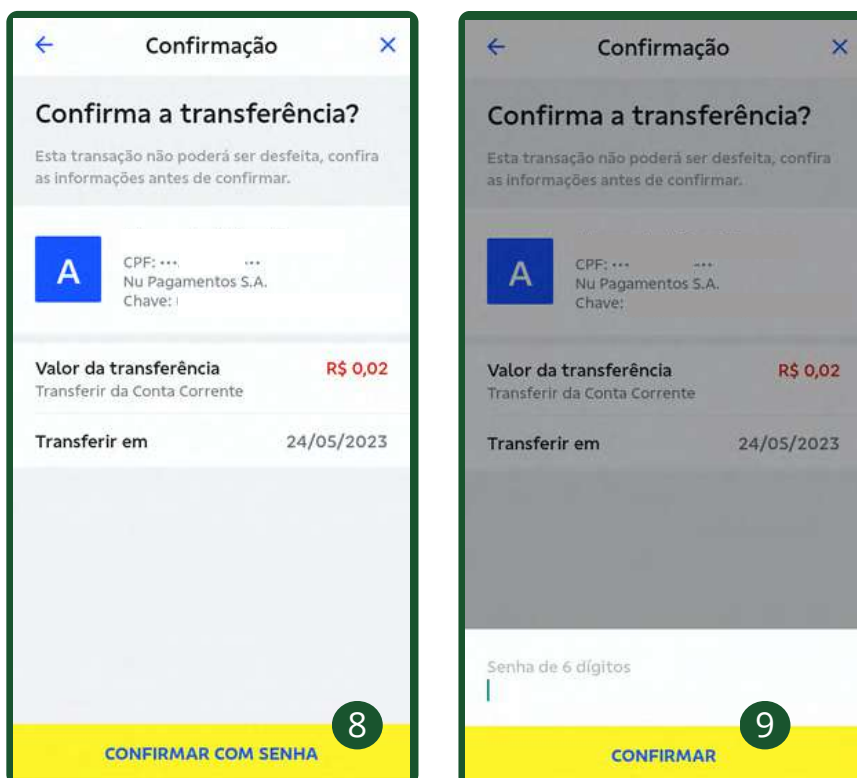 Confirmação
Confirma a transferência?
Esta transação não poderá ser desfeita, confira
as informações antes de confirmar.
A
CPF: ••• •••
Nu Pagamentos S.A.
Chave:
Valor da transferência R$ 0,02
Transferir da Conta Corrente
Transferir em 24/05/2023
CONFIRMAR COM SENHA
8
Confirmação
Confirma a transferência?
Esta transação não poderá ser desfeita, confira
as informações antes de confirmar.
A
CPF: ••• •••
Nu Pagamentos S.A.
Chave:
Valor da transferência R$ 0,02
Transferir da Conta Corrente
Transferir em 24/05/2023
Senha de 6 dígitos
CONFIRMAR
9